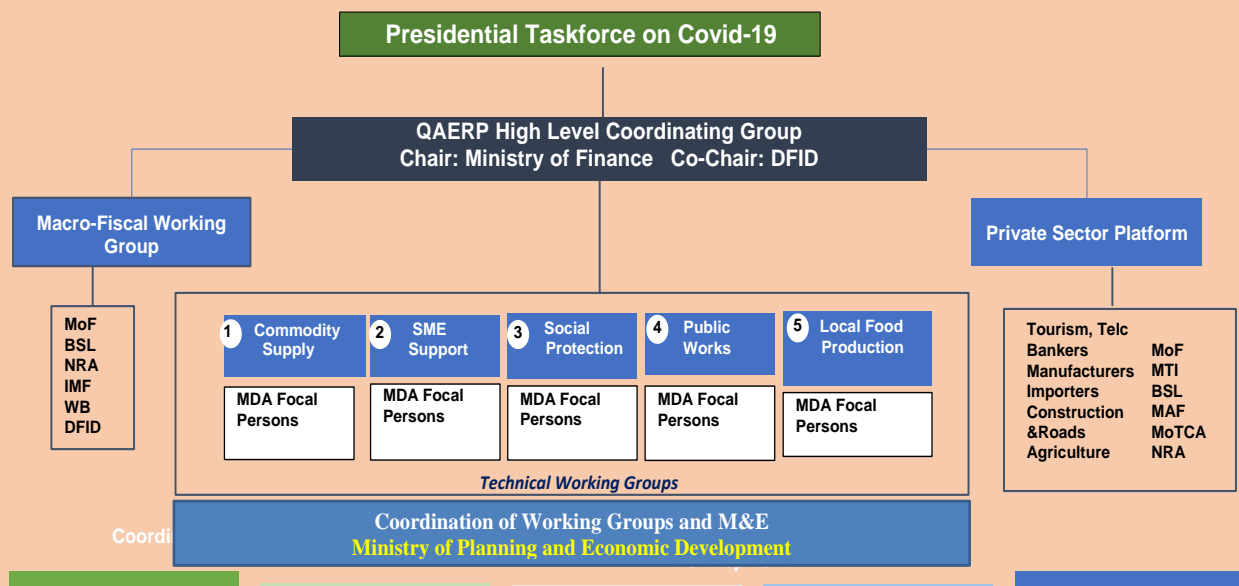 Presidential Taskforce on Covid-19
QAERP High Level Coordinating Group
Chair: Ministry of Finance Co-Chair: DFID
Macro-Fiscal Working
Group
Private Sector Platform
MoF
BSL
NRA
IMF
WB
DFID
1 Commodity
Supply
2 SME
Support
3 Social
Protection
4 Public
Works
5 Local Food
Production
MDA Focal
Persons
MDA Focal
Persons
MDA Focal
Persons
MDA Focal
Persons
MDA Focal
Persons
Technical Working Groups
Tourism, Telc
Bankers MoF
Manufacturers MTI
Importers BSL
Construction MAF
&Roads MoTCA
Agriculture NRA
Coordination of Working Groups and M&E
Ministry of Planning and Economic Development
Coordi